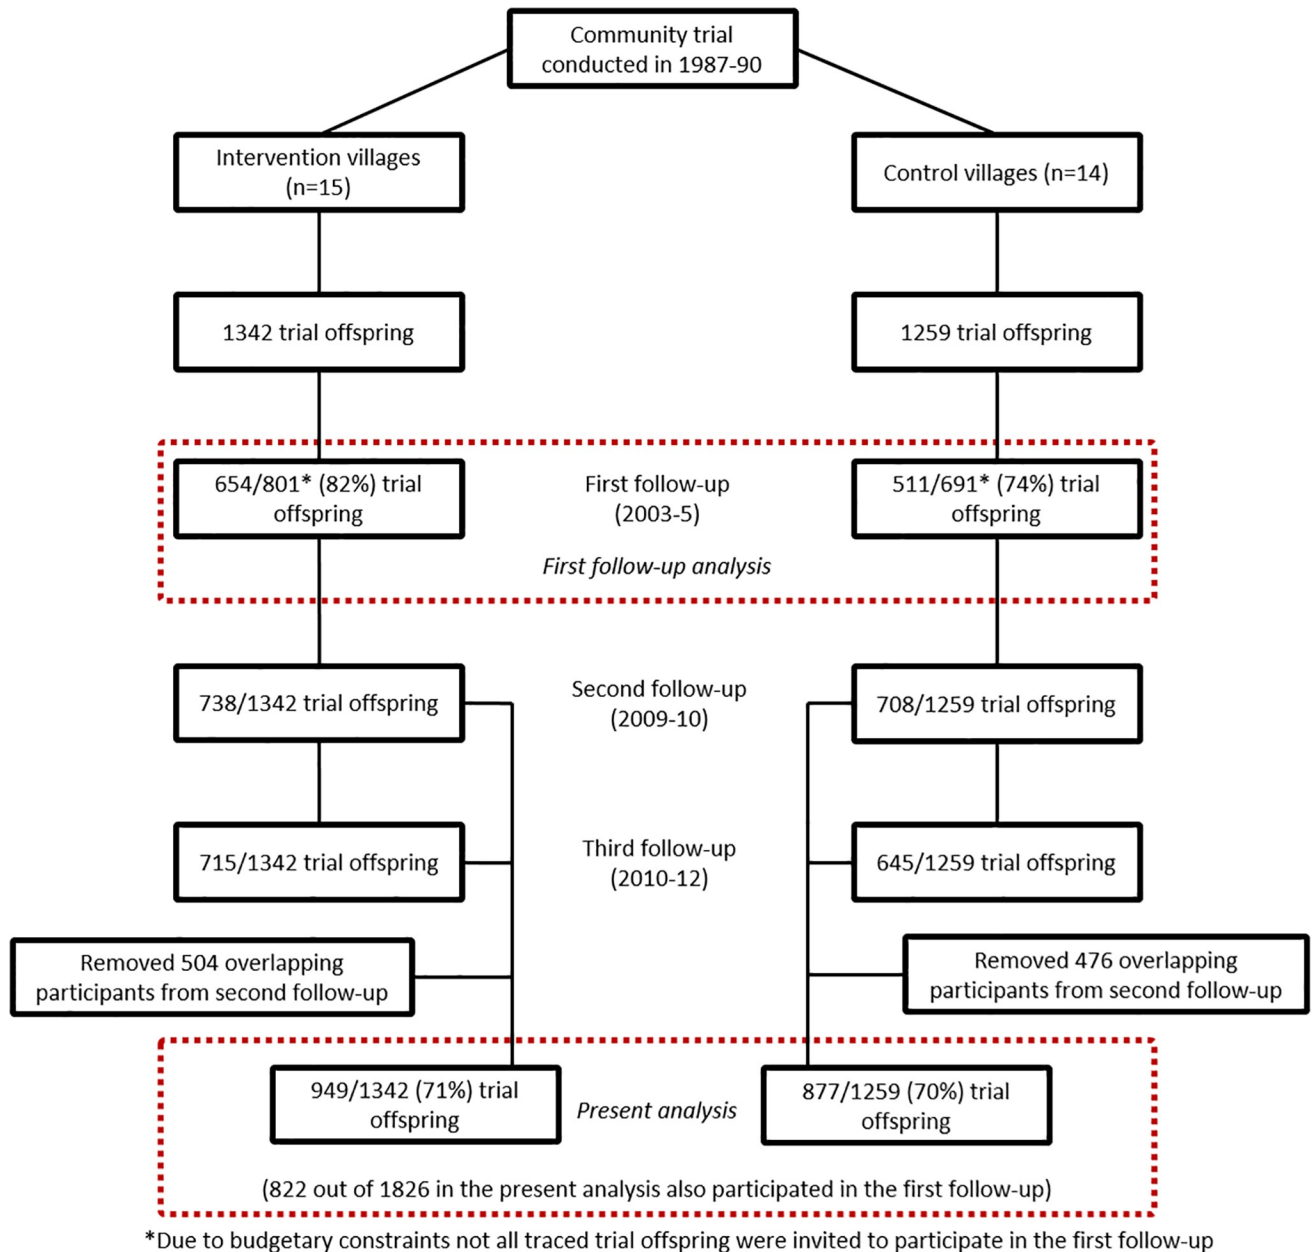 Community trial
conducted in 1987-90
Intervention villages
(n=15)
Control villages (n=14)
1342 trial offspring
1259 trial offspring
654/801* (82%) trial
offspring
First follow-up
(2003-5)
511/691* (74%) trial
offspring
First follow-up analysis
738/1342 trial offspring
Second follow-up
(2009-10)
708/1259 trial offspring
715/1342 trial offspring
Third follow-up
(2010-12)
645/1259 trial offspring
Removed 504 overlapping
participants from second follow-up
Removed 476 overlapping
participants from second follow-up
949/1342 (71%) trial
offspring
Present analysis
877/1259 (70%) trial
offspring
(822 out of 1826 in the present analysis also participated in the first follow-up)
*Due to budgetary constraints not all traced trial offspring were invited to participate in the first follow-up